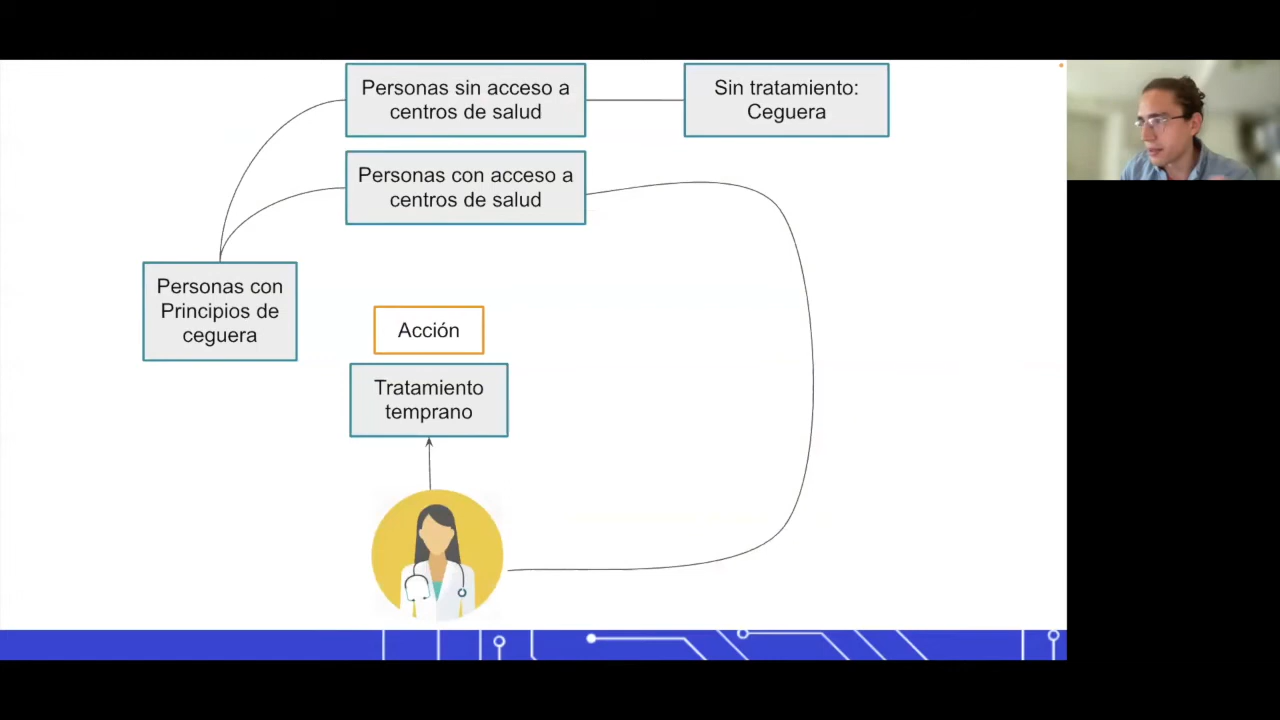 Personas sin acceso a
centros de salud
Sin tratamiento:
Ceguera
Personas con acceso a
centros de salud
Personas con
Principios de
ceguera
Acción
Tratamiento
temprano